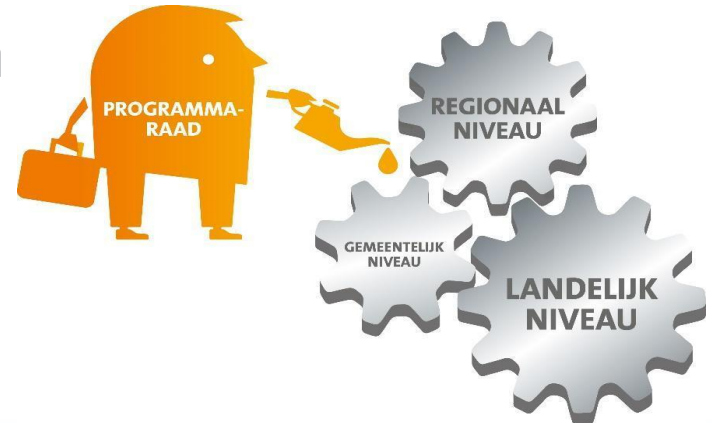 PROGRAMMA-
RAAD
REGIONAAL
NIVEAU
GEMEENTELIJK
NIVEAU
LANDELIJK
NIVEAU